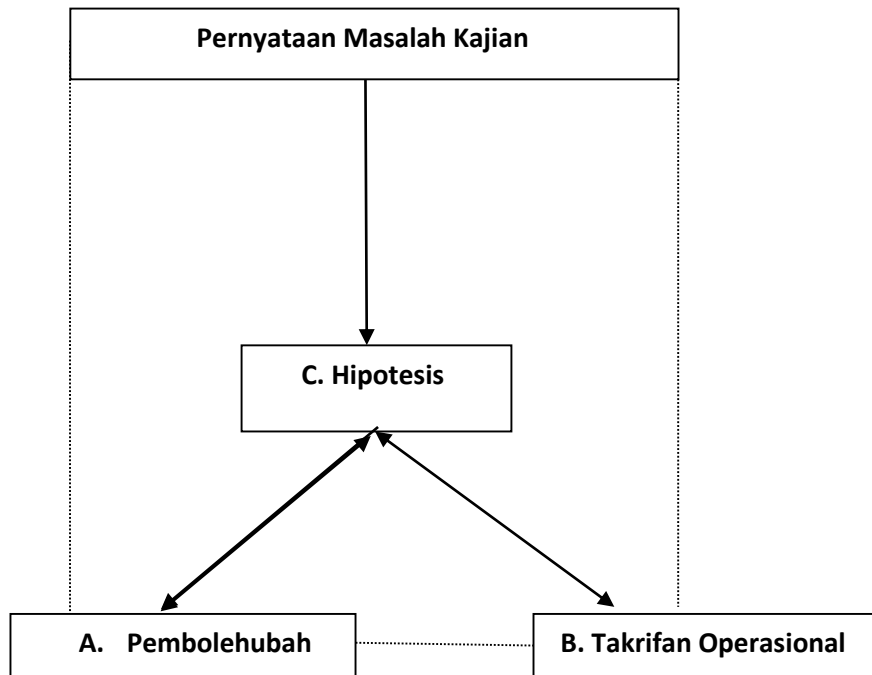 Pernyataan Masalah Kajian
C. Hipotesis
A. Pembolehubah
B. Takrifan Operasional